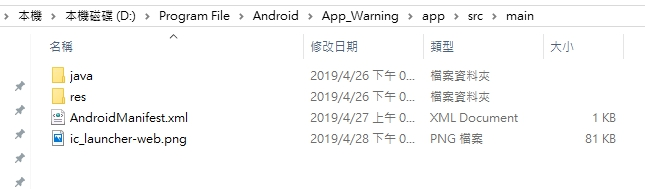 本機 > 本機磁碟 (D:) > Program File > Android > App_Warning > app > src > main
名稱 修改日期 類型 大小
java 2019/4/26 下午 0... 檔案資料夾
res 2019/4/26 下午 0... 檔案資料夾
AndroidManifest.xml 2019/4/27 上午 0... XML Document 1 KB
ic_launcher-web.png 2019/4/28 下午 0... PNG 檔案 81 KB